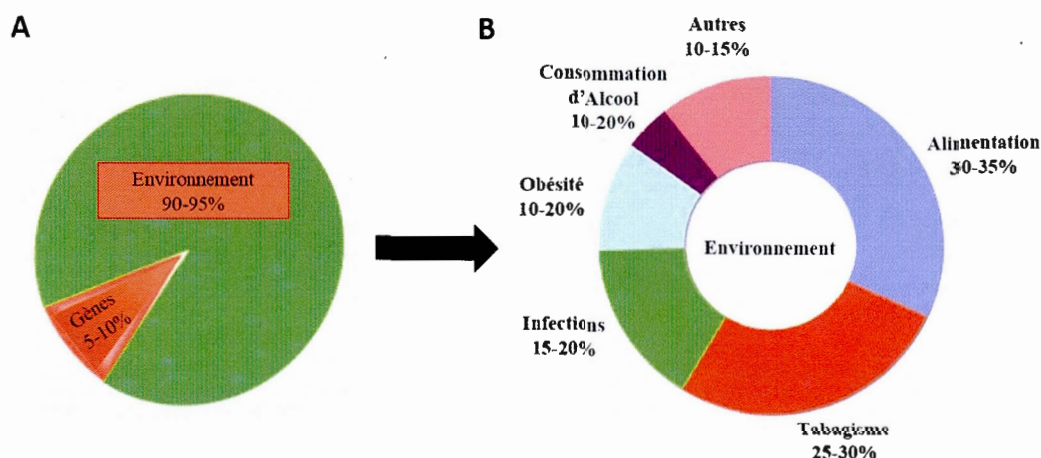 A
Environnement
90-95%
Gènes
5-10%
B
Autres
10-15%
Consommation
d'Alcool
10-20%
Alimentation
30-35%
Obésité
10-20%
Environnement
Infections
15-20%
Tabagisme
25-30%